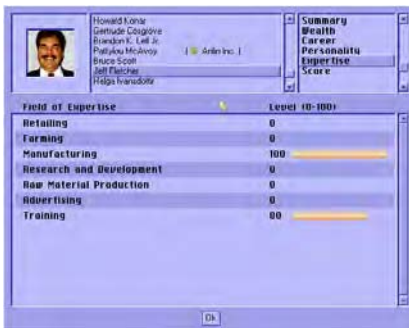 Howard Konar
Gertrude Cosgrove
Brandon K. Leil Jr.
Pattylou McAvoy
Bruce Scott
Jeff Fletcher
Helga Ivarsdottir
Summary
Wealth
Career
Personality
Expertise
Score
Field of Expertise Level (0-100)
Retailing 0
Farming 0
Manufacturing 100
Research and Development 0
Raw Material Production 0
Advertising 0
Training 80
Ok